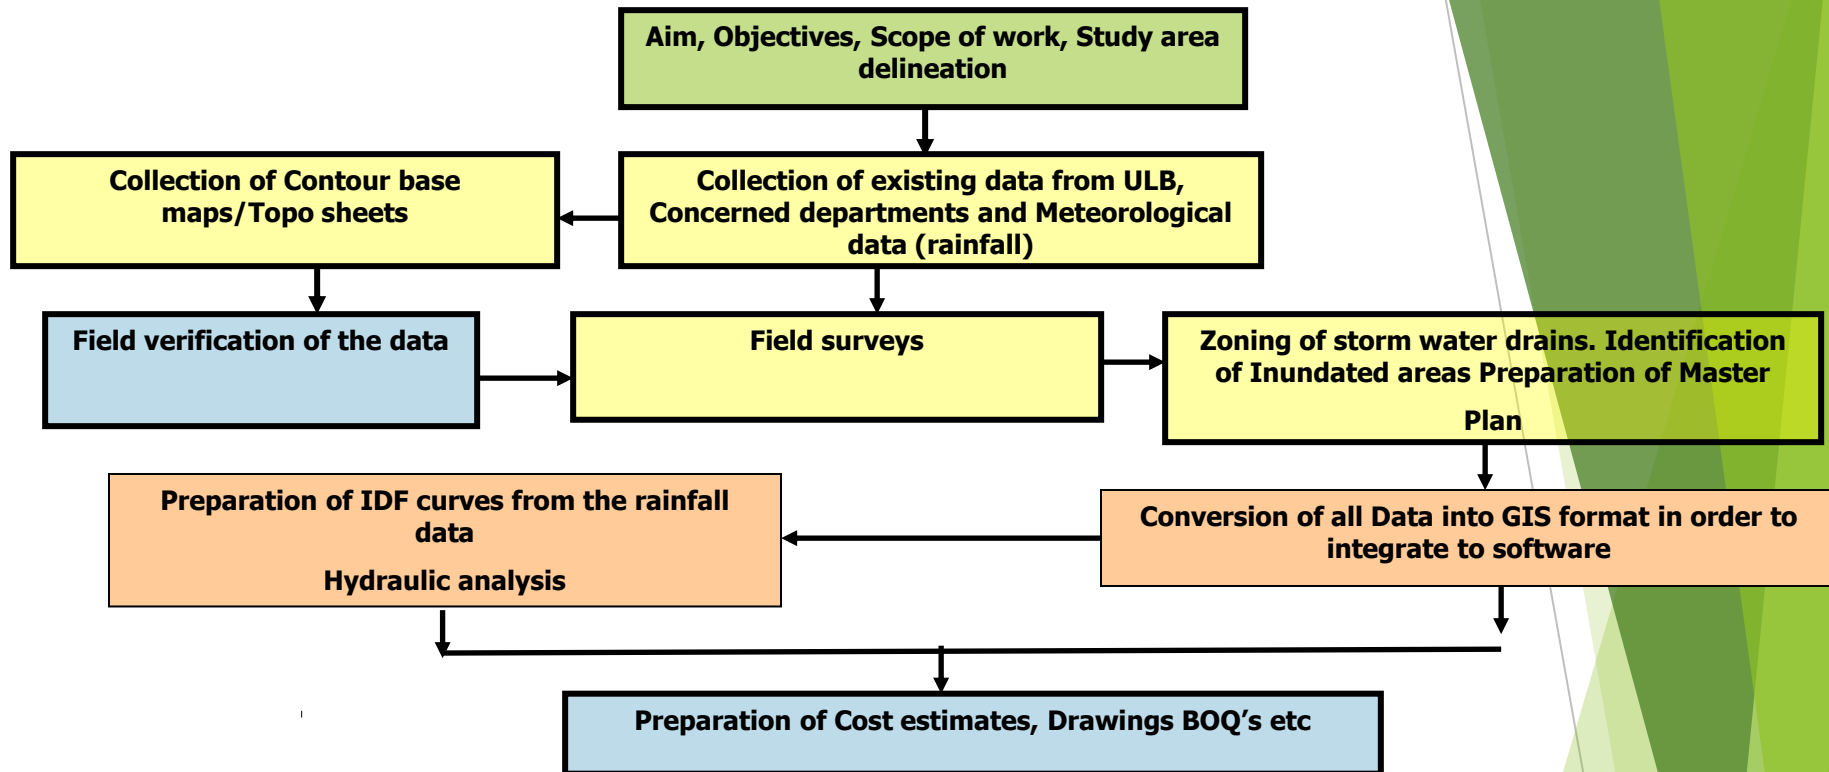 Aim, Objectives, Scope of work, Study area
delineation
Collection of Contour base
maps/Topo sheets
Collection of existing data from ULB,
Concerned departments and Meteorological
data (rainfall)
Field verification of the data
Field surveys
Zoning of storm water drains. Identification
of Inundated areas Preparation of Master
Plan
Preparation of IDF curves from the rainfall
data
Hydraulic analysis
Conversion of all Data into GIS format in order to
integrate to software
Preparation of Cost estimates, Drawings BOQ’s etc